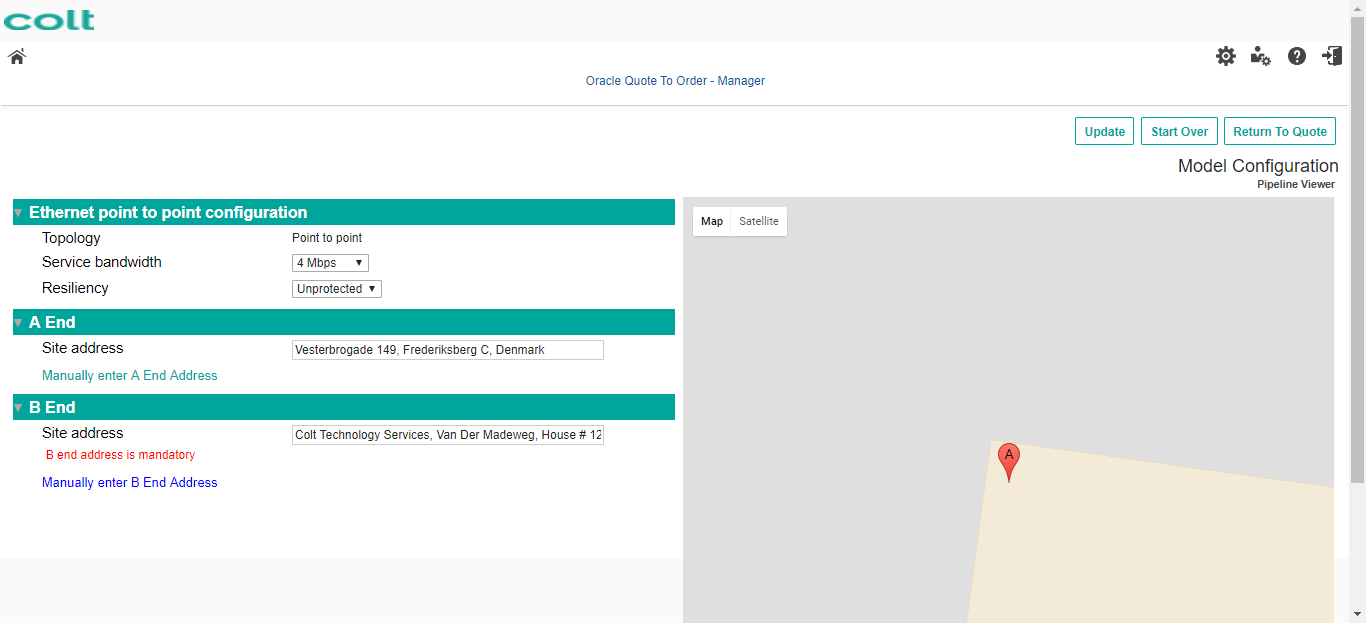 colt
Oracle Quote To Order - Manager
Update Start Over Return To Quote
Model Configuration
Pipeline Viewer
Ethernet point to point configuration
Topology Point to point
Service bandwidth 4 Mbps
Resiliency Unprotected
A End
Site address Vesterbrogade 149, Frederiksberg C, Denmark
Manually enter A End Address
B End
Site address Colt Technology Services, Van Der Madeweg, House # 12
B end address is mandatory
Manually enter B End Address
Map Satellite
A